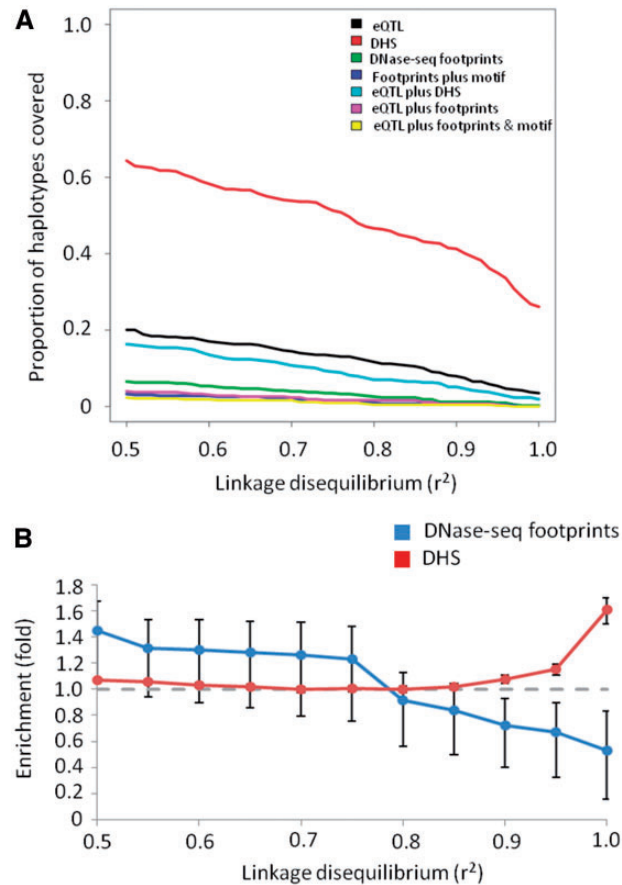 A
1.0
0.8
0.6
0.4
0.2
0
Proportion of haplotypes covered
eQTL
DHS
DNase-seq footprints
Footprints plus motif
eQTL plus DHS
eQTL plus footprints
eQTL plus footprints & motif
0.5 0.6 0.7 0.8 0.9 1.0
Linkage disequilibrium (r²)
B
DNase-seq footprints
DHS
1.8
1.6
1.4
1.2
1.0
0.8
0.6
0.4
0.2
0
Enrichment (fold)
0.5 0.6 0.7 0.8 0.9 1.0
Linkage disequilibrium (r²)